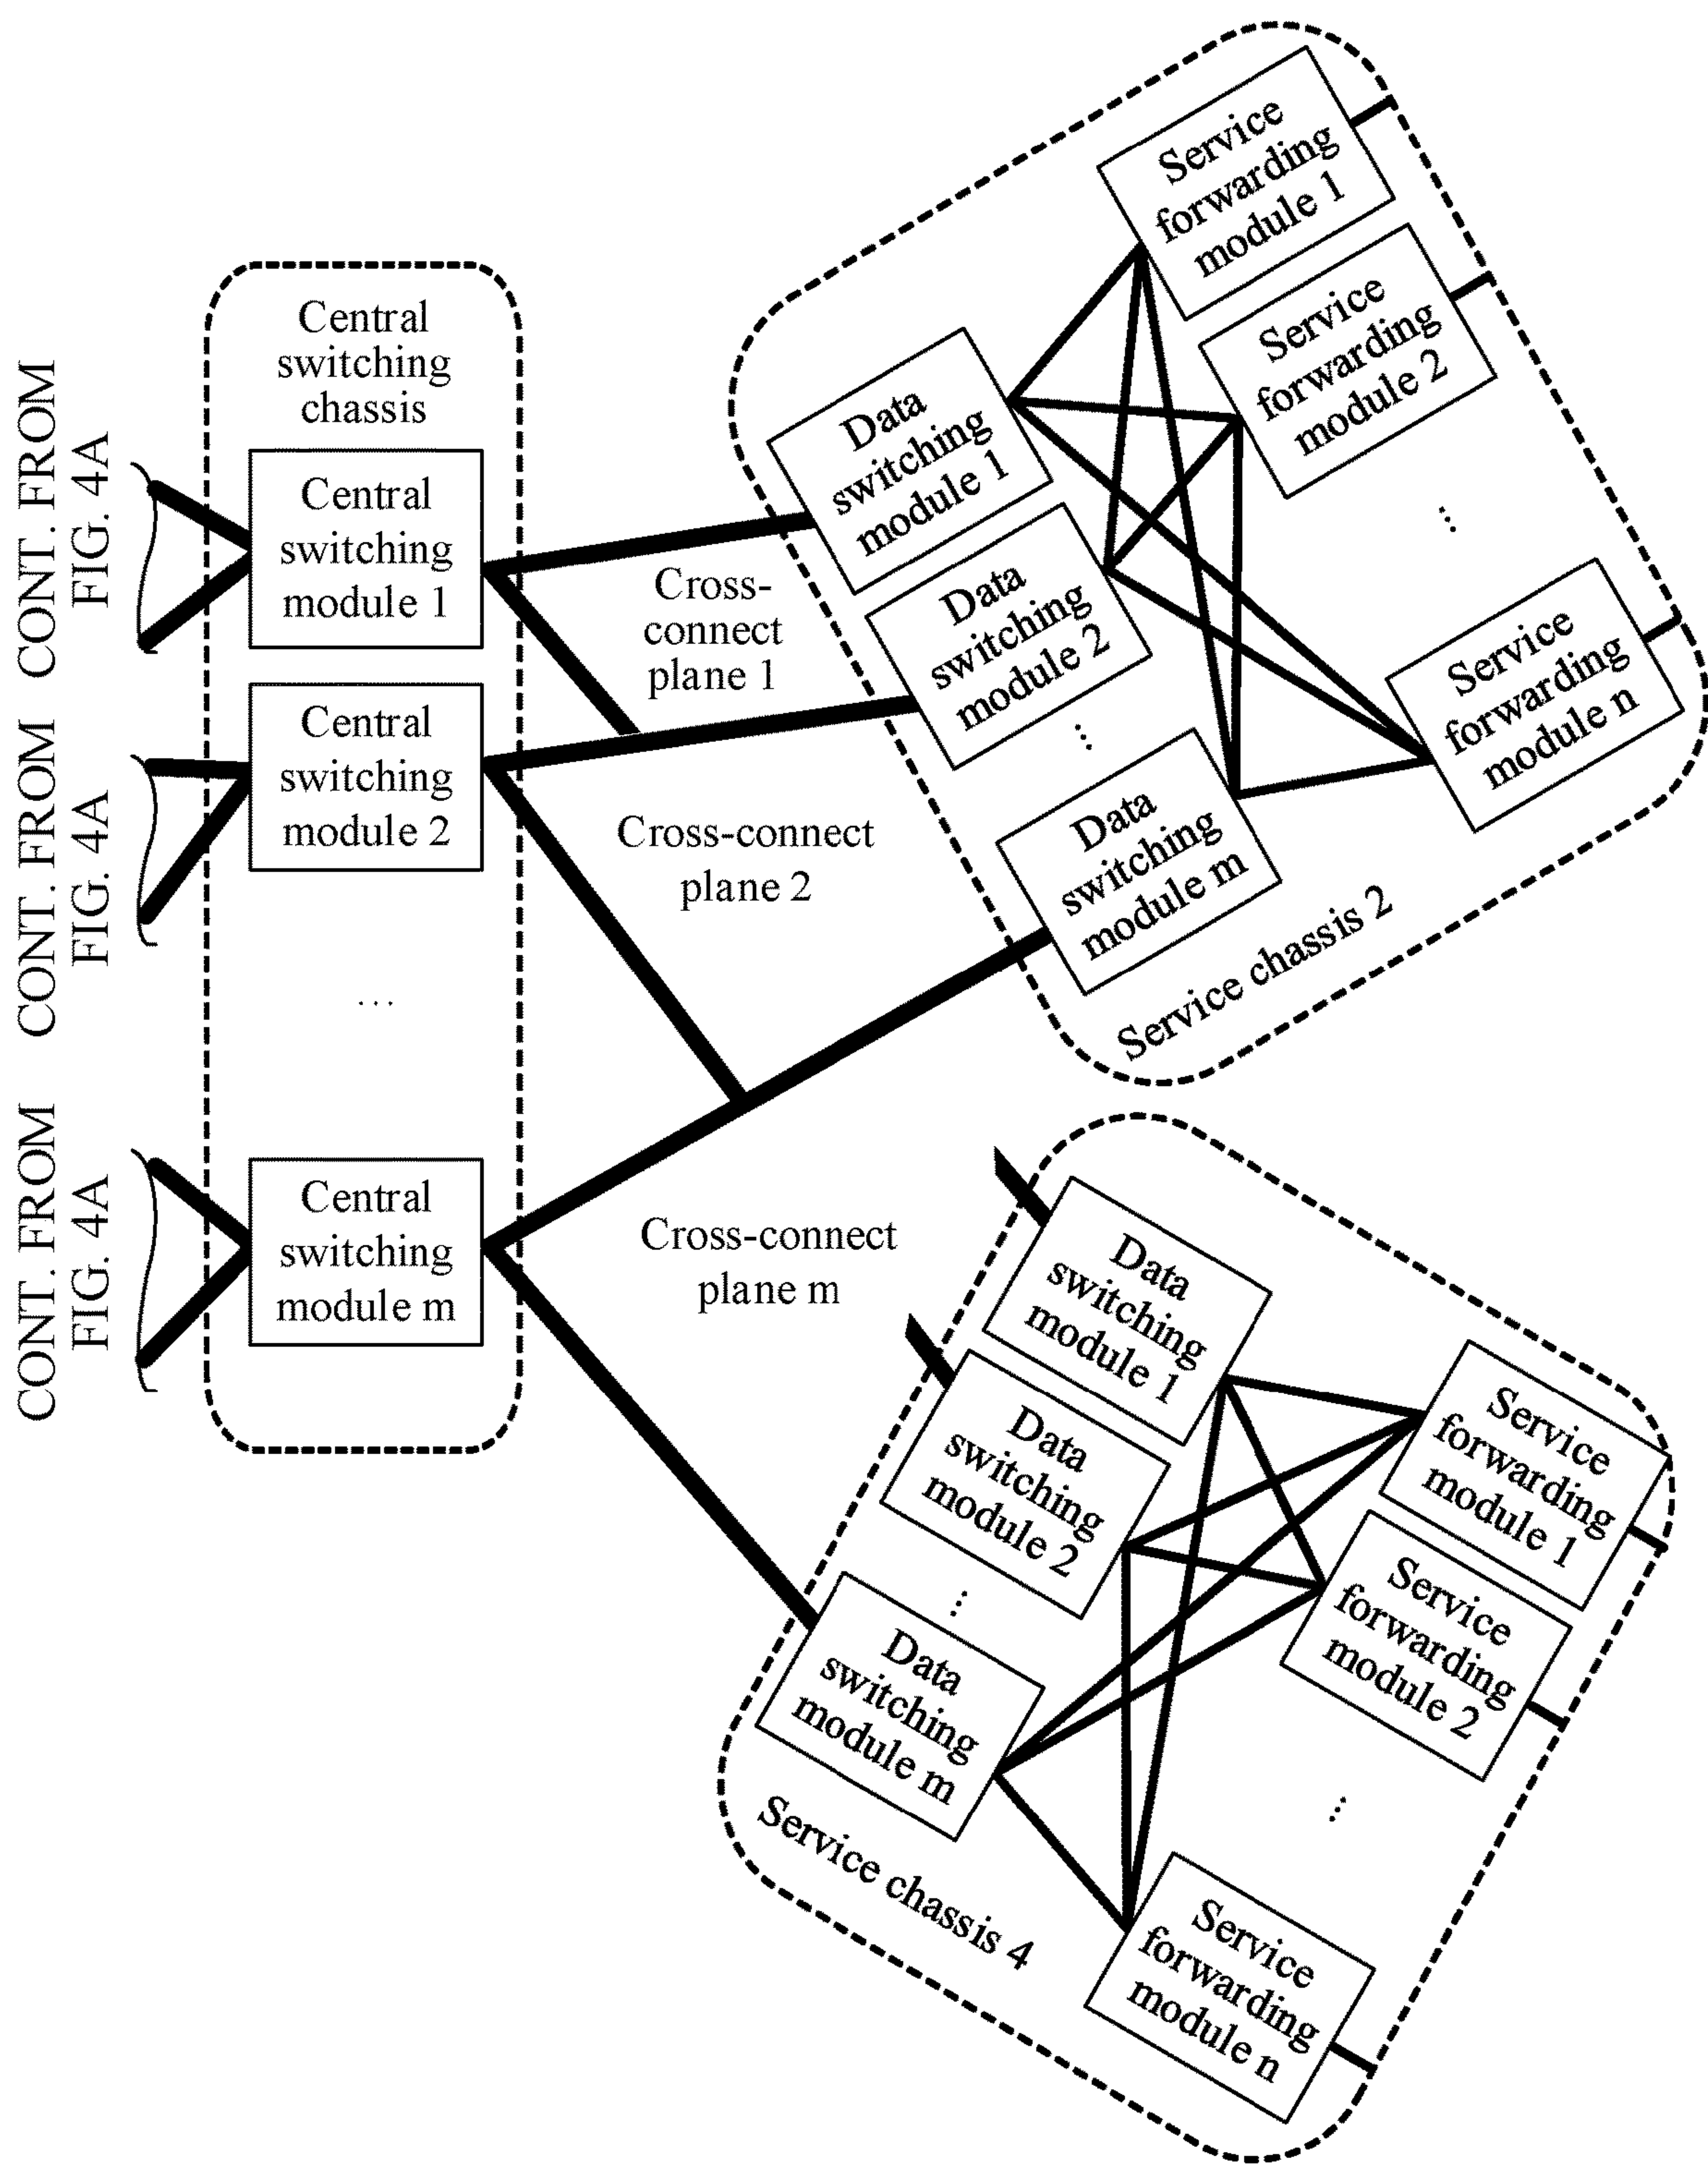 CONT. FROM
FIG. 4A
CONT. FROM
FIG. 4A
CONT. FROM
FIG. 4A
Central
switching
chassis
Central
switching
module 1
Central
switching
module 2
...
Central
switching
module m
Cross-
connect
plane 1
Cross-connect
plane 2
Cross-connect
plane m
Data
switching
module 1
Data
switching
module 2
...
Data
switching
module m
Service
forwarding
module 1
Service
forwarding
module 2
...
Service
forwarding
module n
Service chassis 2
Data
switching
module 1
Data
switching
module 2
...
Data
switching
module m
Service
forwarding
module 1
Service
forwarding
module 2
...
Service
forwarding
module n
Service chassis 4